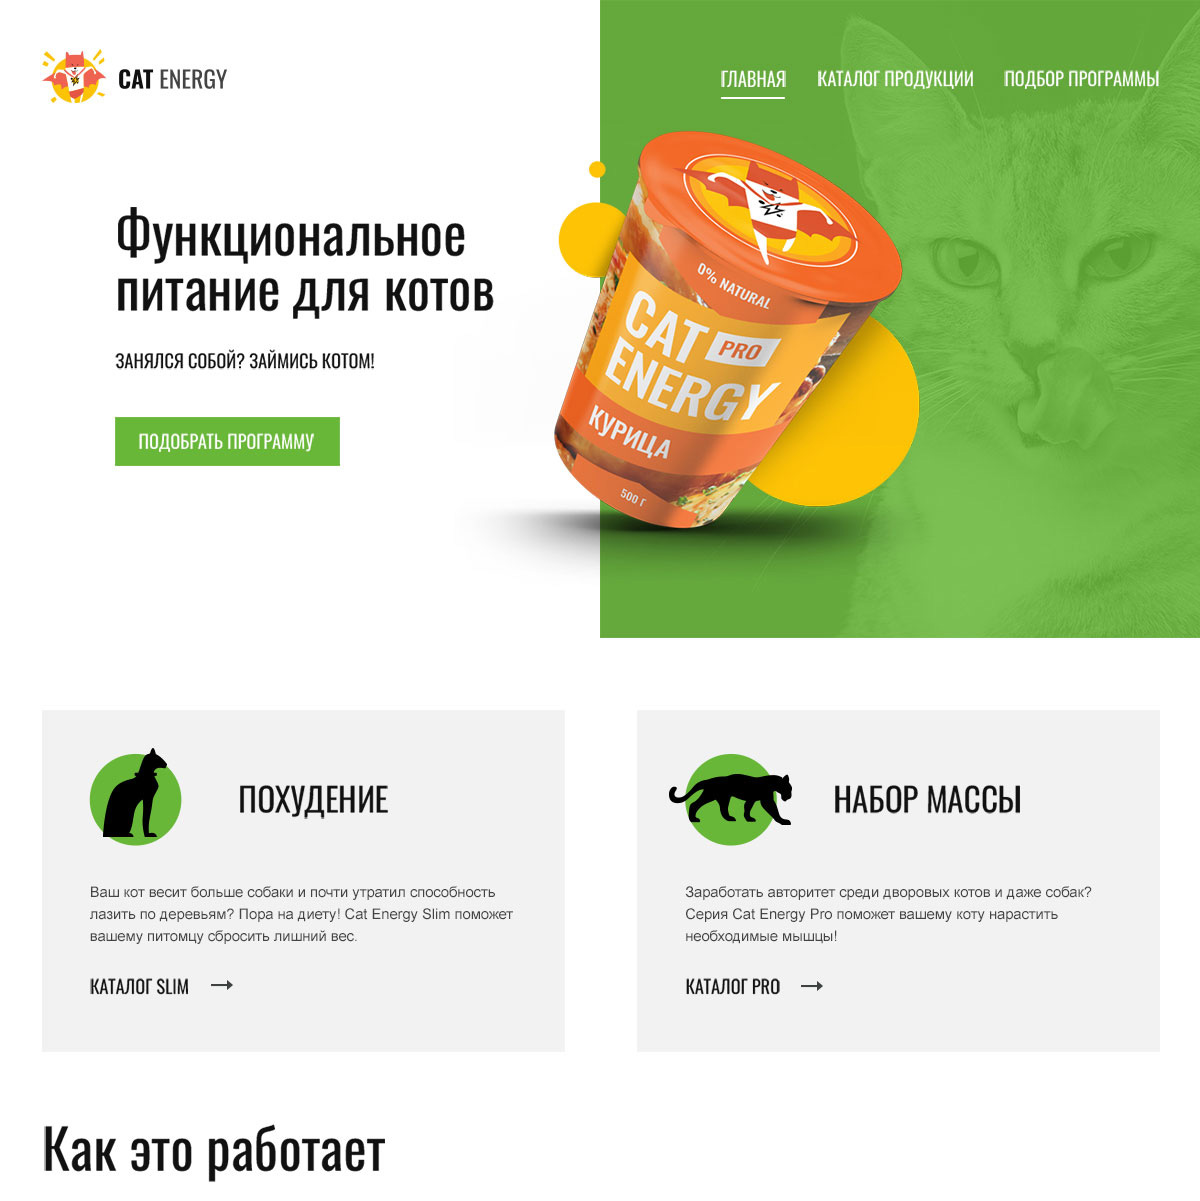 CAT ENERGY
ГЛАВНАЯ
КАТАЛОГ ПРОДУКЦИИ
ПОДБОР ПРОГРАММЫ
Функциональное
питание для котов
ЗАНЯЛСЯ СОБОЙ? ЗАЙМИСЬ КОТОМ!
ПОДОБРАТЬ ПРОГРАММУ
0% NATURAL
CAT PRO
ENERGY
КУРИЦА
500 Г
ПОХУДЕНИЕ
Ваш кот весит больше собаки и почти утратил способность
лазить по деревьям? Пора на диету! Cat Energy Slim поможет
вашему питомцу сбросить лишний вес.
КАТАЛОГ SLIM
НАБОР МАССЫ
Заработать авторитет среди дворовых котов и даже собак?
Серия Cat Energy Pro поможет вашему коту нарастить
необходимые мышцы!
КАТАЛОГ PRO
Как это работает